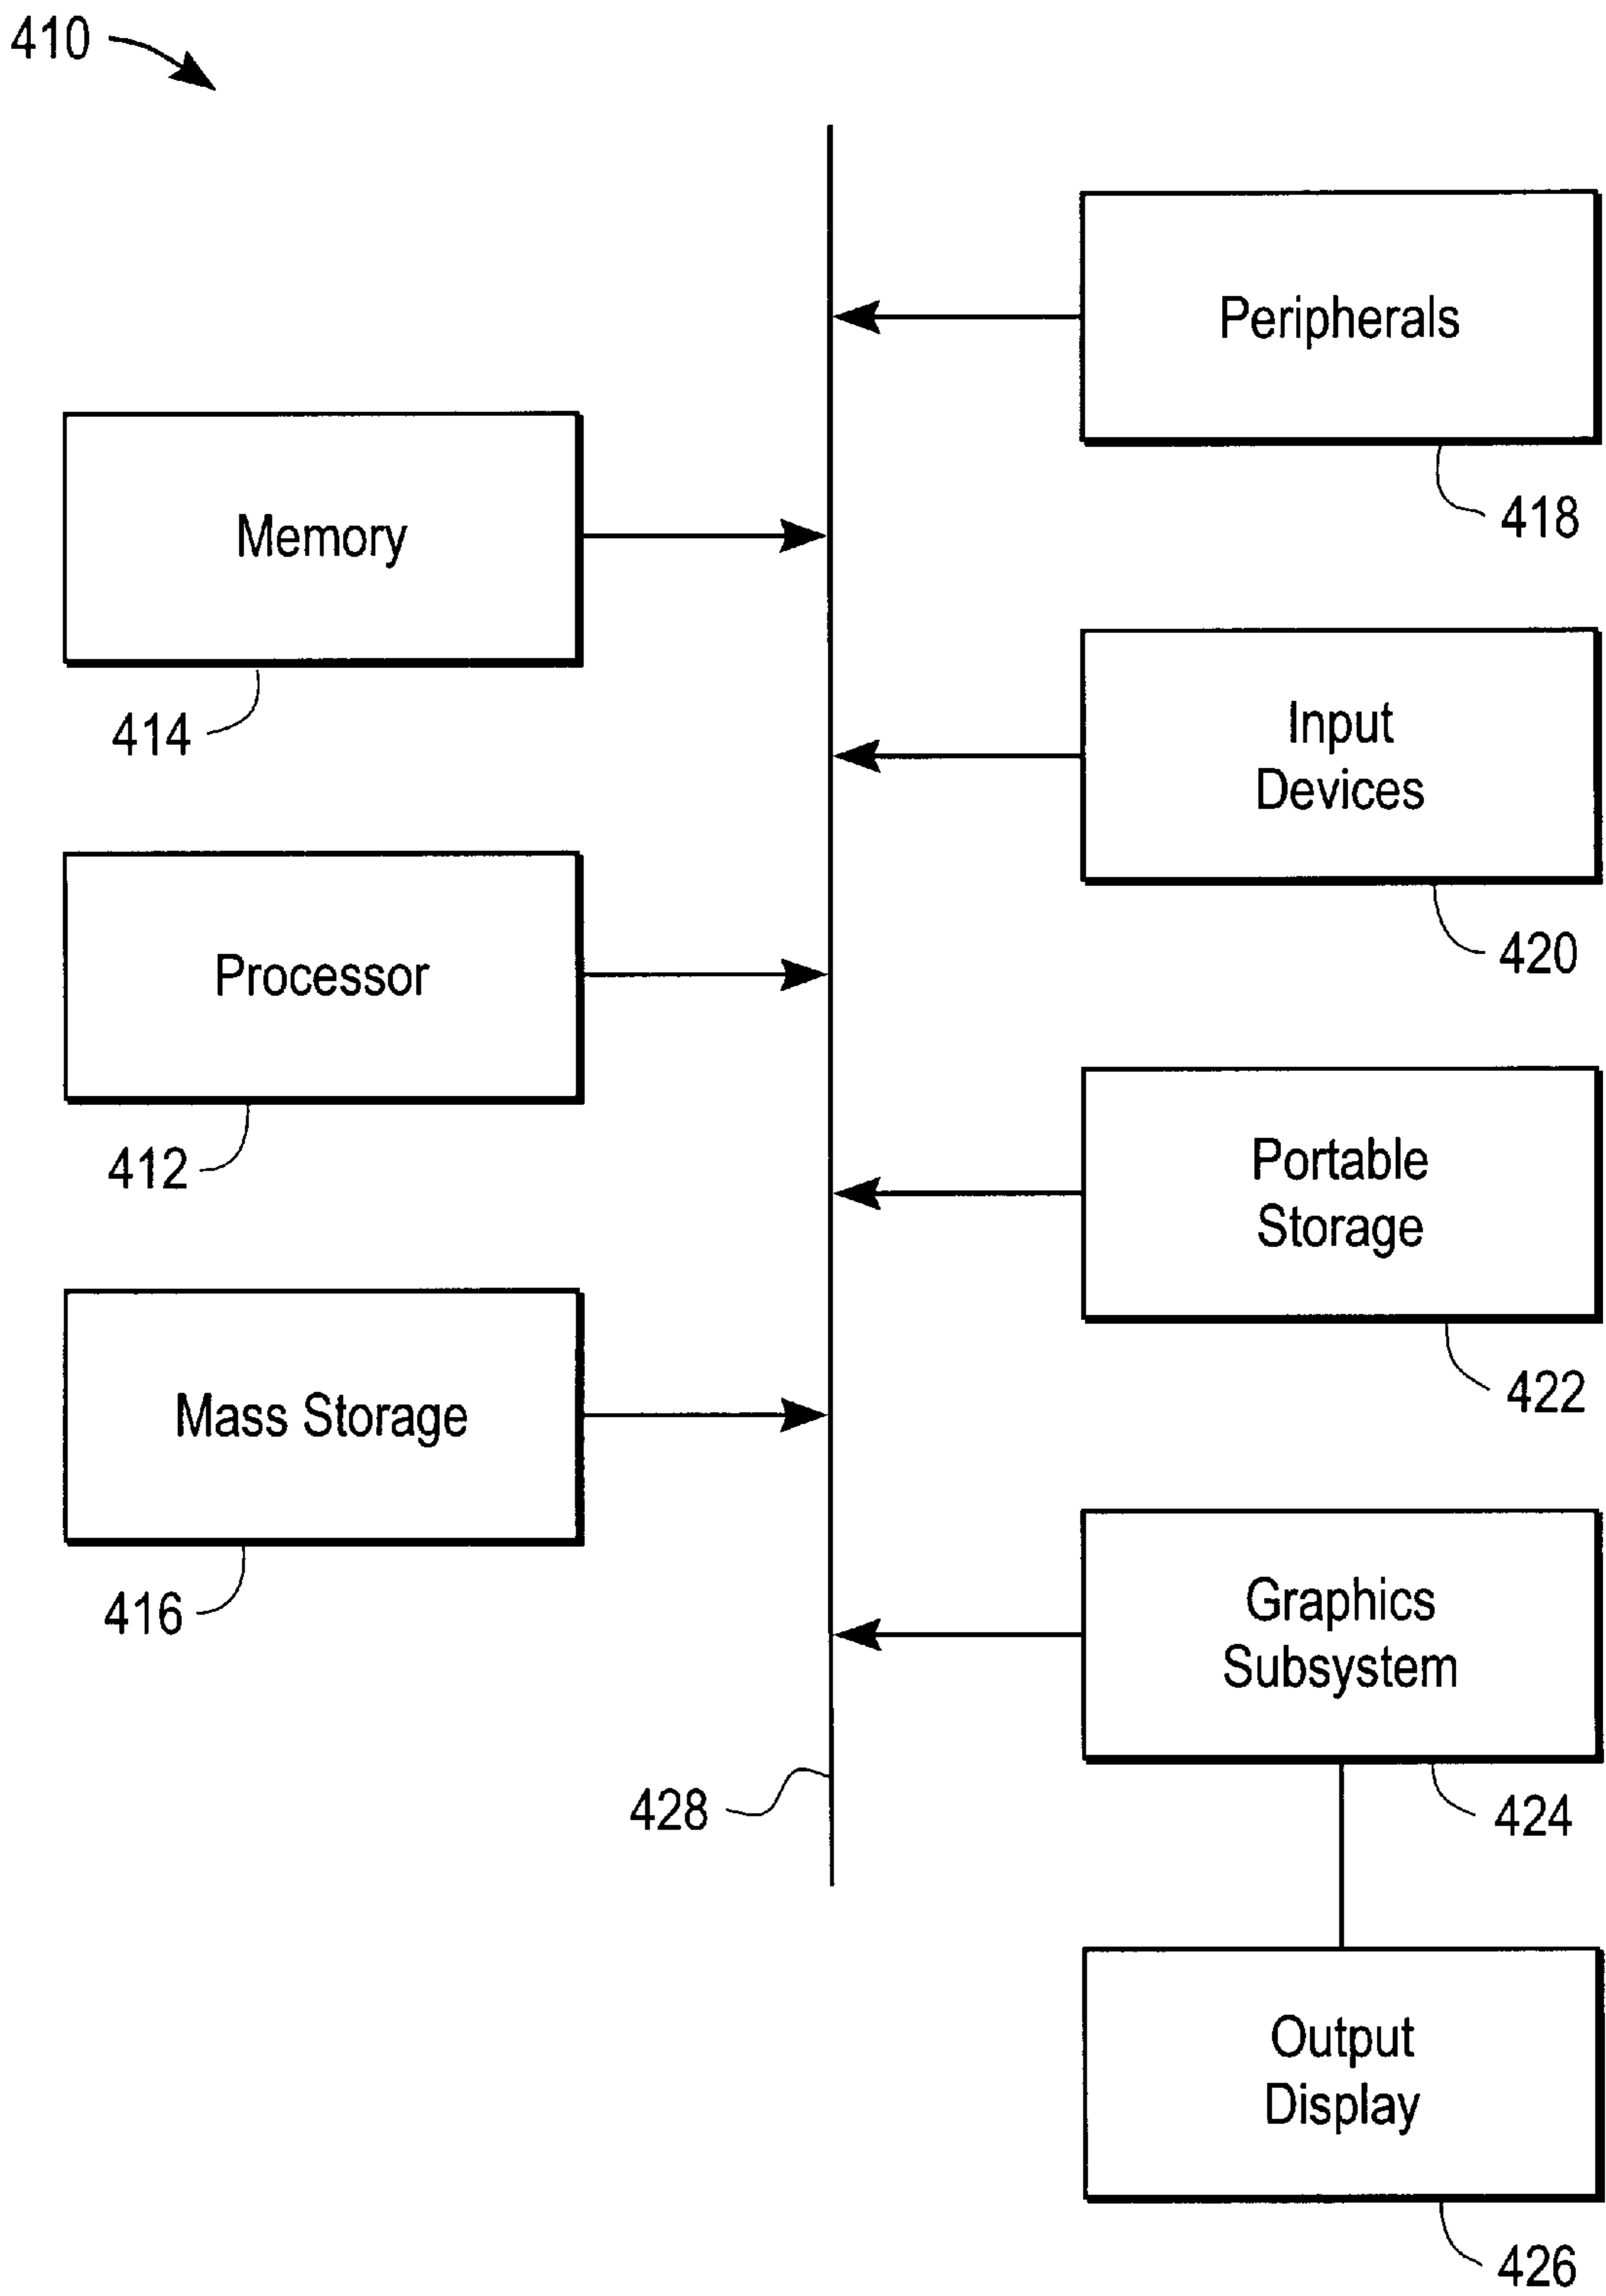 410
Peripherals
418
Memory
414
Input
Devices
420
Processor
412
Portable
Storage
422
Mass Storage
416
Graphics
Subsystem
424
428
Output
Display
426